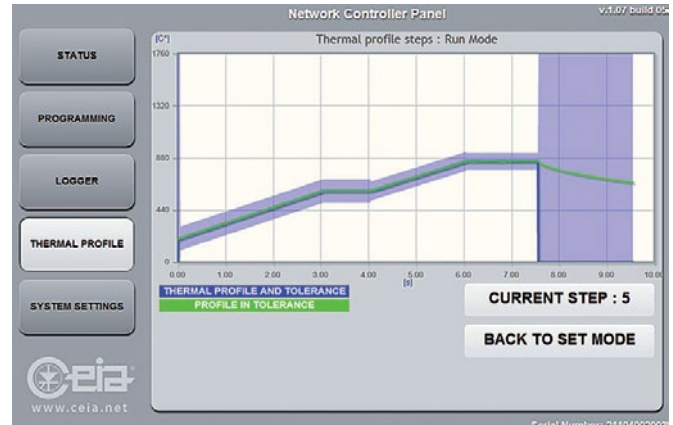 Network Controller Panel
v.1.07 build 05
STATUS
PROGRAMMING
LOGGER
THERMAL PROFILE
SYSTEM SETTINGS
Ceia
www.ceia.net
Thermal profile steps : Run Mode
[C°]
1760
1320
880
440
0
0.00 1.00 2.00 3.00 4.00 5.00 6.00 7.00 8.00 9.00 10.00
[s]
THERMAL PROFILE AND TOLERANCE
PROFILE IN TOLERANCE
CURRENT STEP : 5
BACK TO SET MODE